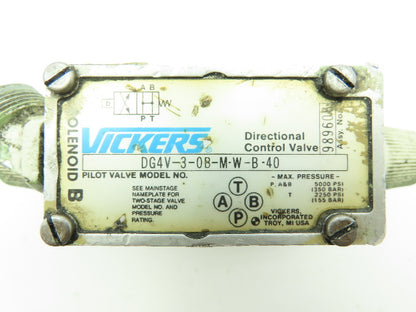 A B
P T
SOLENOID B
VICKERS
Directional
Control Valve
Assy. No.
DG4V-3-0B-M-W-B-40
PILOT VALVE MODEL NO.
SEE MAINSTAGE
NAMEPLATE FOR
TWO-STAGE VALVE
MODEL NO. AND
PRESSURE
RATING.
T
A B
P
- MAX. PRESSURE -
P, A&B 5000 PSI
(350 BAR)
T 2250 PSI
(155 BAR)
VICKERS,
INCORPORATED
TROY, MI USA